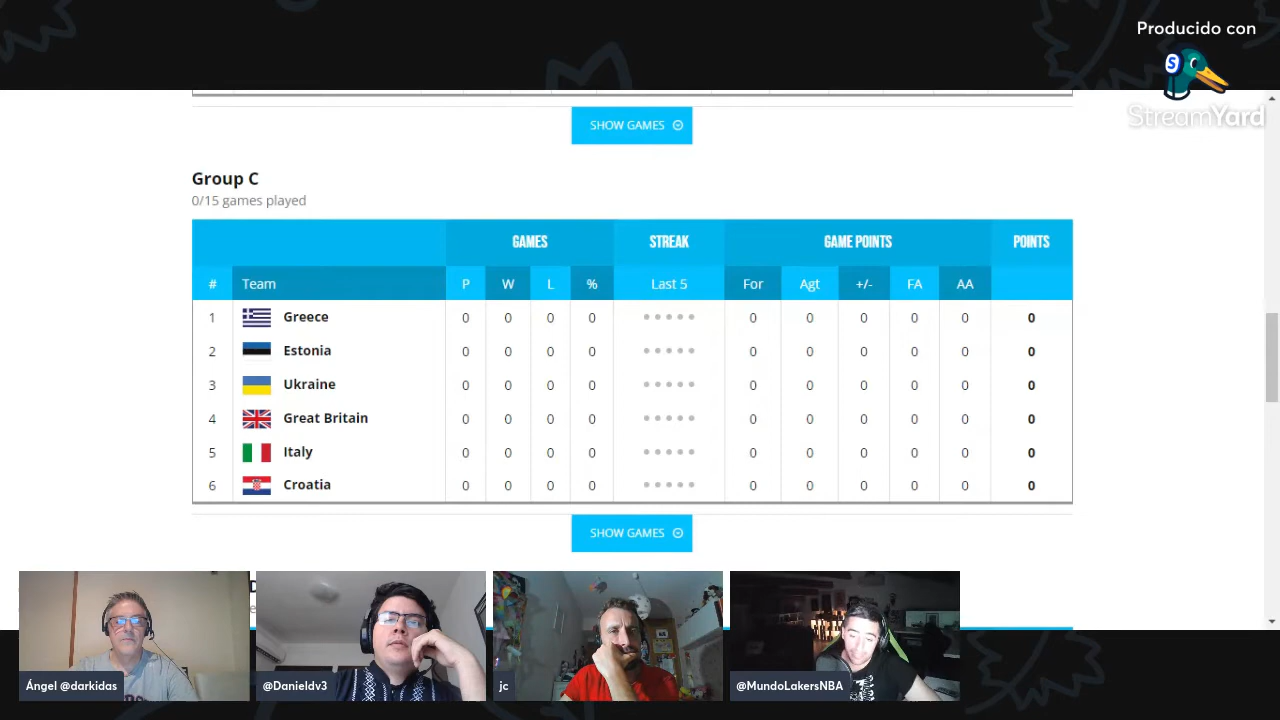 Producido con
StreamYard
SHOW GAMES
Group C
0/15 games played
GAMES STREAK GAME POINTS POINTS
# Team P W L % Last 5 For Agt +/- FA AA
1 Greece 0 0 0 0 0 0 0 0 0 0
2 Estonia 0 0 0 0 0 0 0 0 0 0
3 Ukraine 0 0 0 0 0 0 0 0 0 0
4 Great Britain 0 0 0 0 0 0 0 0 0 0
5 Italy 0 0 0 0 0 0 0 0 0 0
6 Croatia 0 0 0 0 0 0 0 0 0 0
SHOW GAMES
Ángel @darkidas
@Danieldv3
jc
@MundoLakersNBA